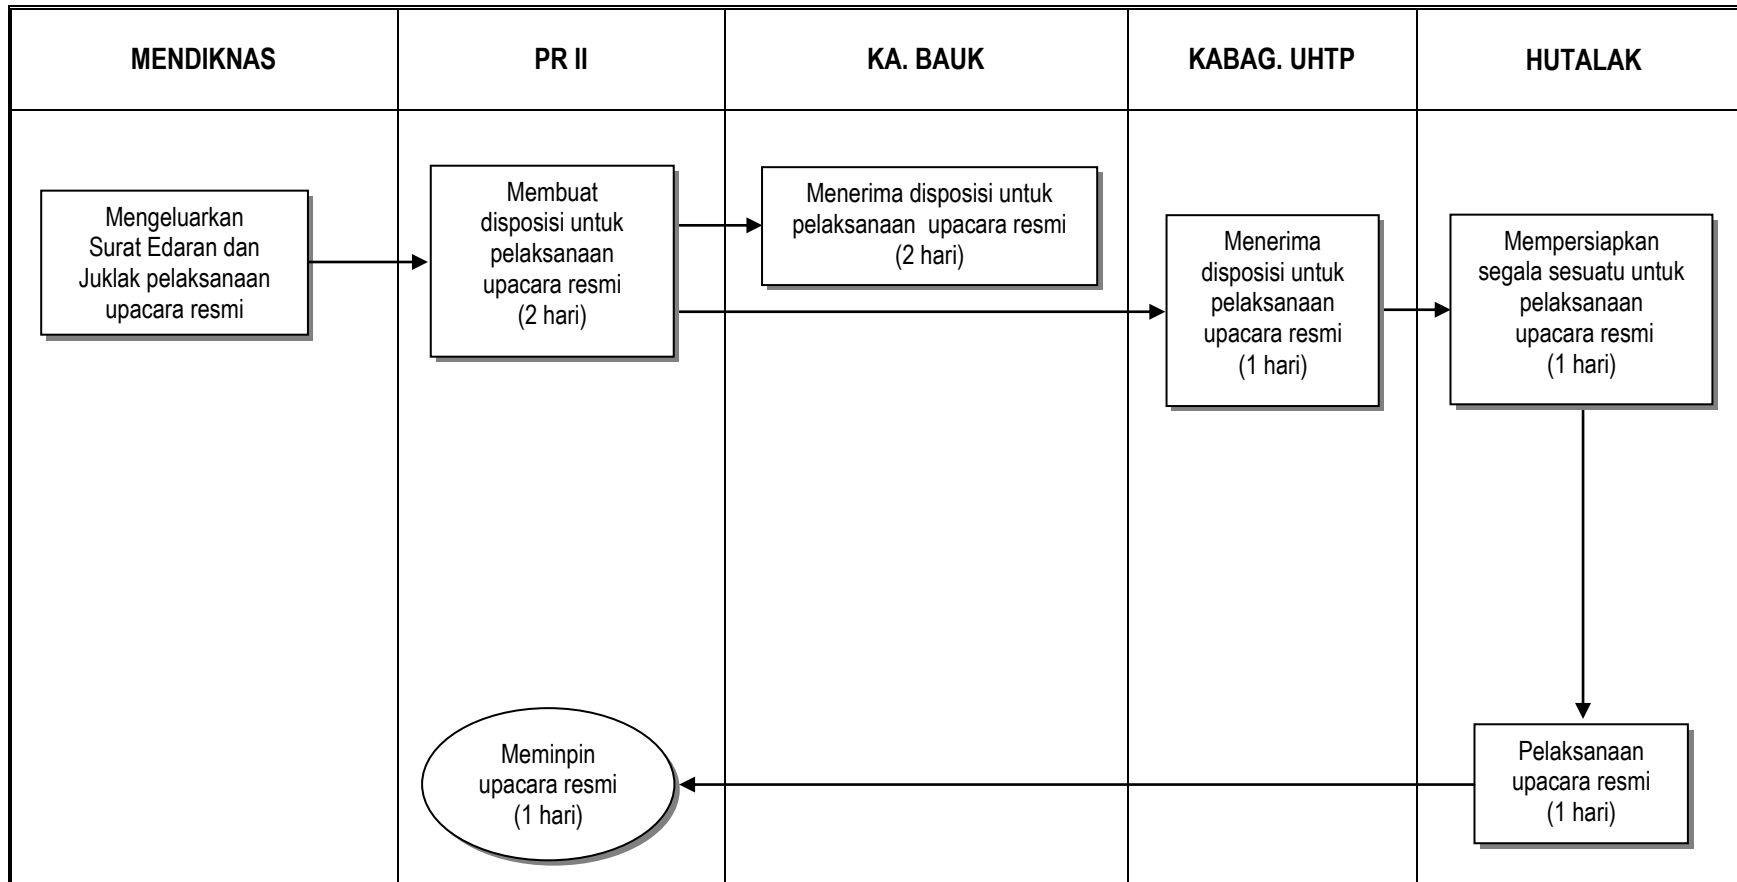 MENDIKNAS
PR II
KA. BAUK
KABAG. UHTP
HUTALAK
Mengeluarkan
Surat Edaran dan
Juklak pelaksanaan
upacara resmi
Membuat
disposisi untuk
pelaksanaan
upacara resmi
(2 hari)
Menerima disposisi untuk
pelaksanaan  upacara resmi
(2 hari)
Menerima
disposisi untuk
pelaksanaan
upacara resmi
(1 hari)
Mempersiapkan
segala sesuatu untuk
pelaksanaan
upacara resmi
(1 hari)
Meminpin
upacara resmi
(1 hari)
Pelaksanaan
upacara resmi
(1 hari)